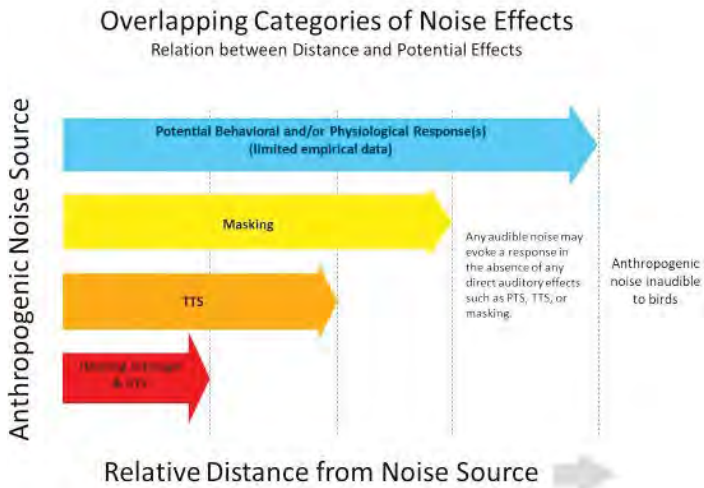 Overlapping Categories of Noise Effects
Relation between Distance and Potential Effects
Anthropogenic Noise Source
Potential Behavioral and/or Physiological Response(s)
(limited empirical data)
Masking
TTS
& PTS
Any audible noise may
evoke a response in
the absence of any
direct auditory effects
such as PTS, TTS, or
masking.
Anthropogenic
noise inaudible
to birds
Relative Distance from Noise Source